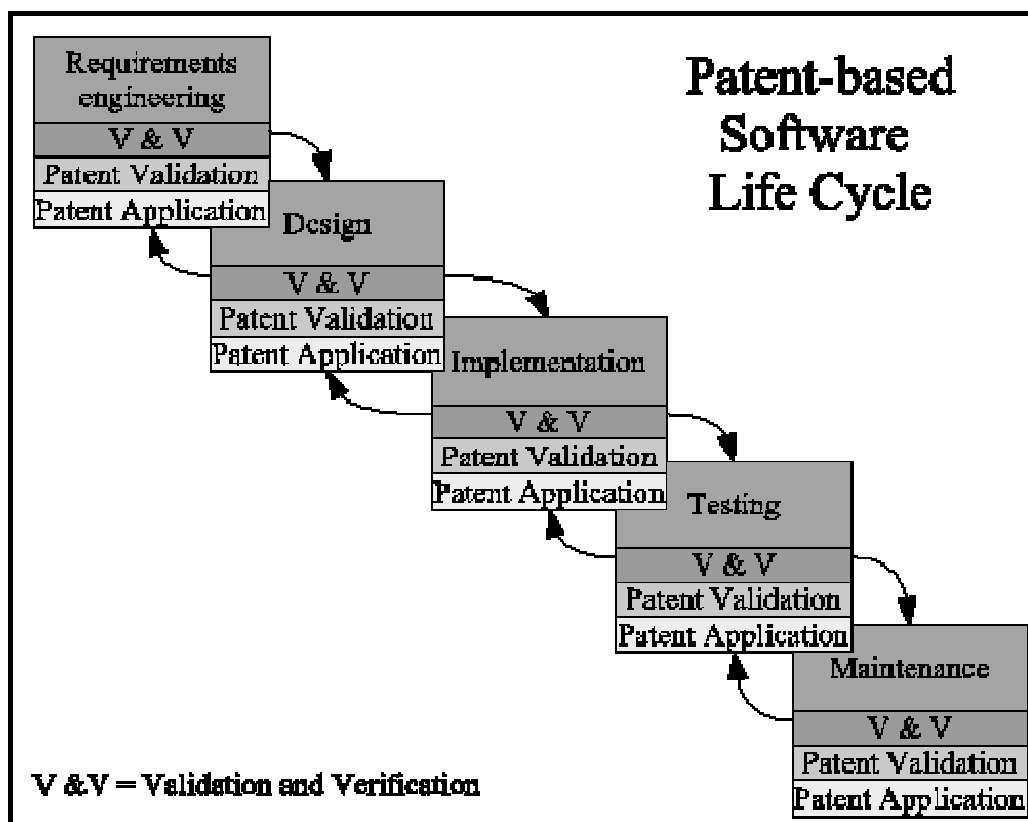 Requirements
engineering
V & V
Patent Validation
Patent Application
Patent-based
Software
Life Cycle
Design
V & V
Patent Validation
Patent Application
Implementation
V & V
Patent Validation
Patent Application
Testing
V & V
Patent Validation
Patent Application
Maintenance
V & V
Patent Validation
Patent Application
V &V = Validation and Verification